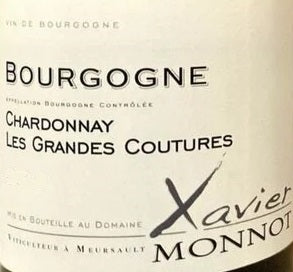 VIN DE BOURGOGNE
BOURGOGNE
APPELLATION BOURGOGNE CONTRÔLÉE
CHARDONNAY
LES GRANDES COUTURES
MIS EN BOUTEILLE AU DOMAINE
Xavier
MONNOT
VITICULTEUR À MEURSAULT